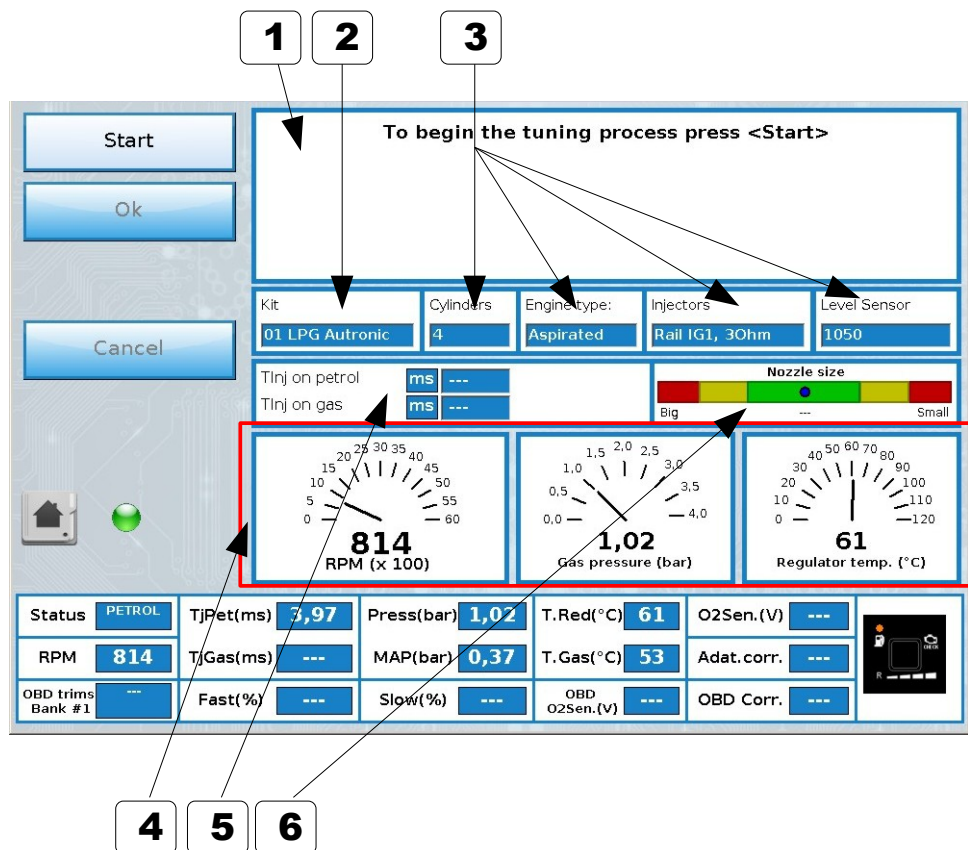 1 2 3
Start
Ok
Cancel
To begin the tuning process press <Start>
Kit
01 LPG Autronic
Cylinders
4
Engine type:
Aspirated
Injectors
Rail IG1, 3Ohm
Level Sensor
1050
TInj on petrol ms ---
TInj on gas ms ---
Nozzle size
Big --- Small
0 5 10 15 20 25 30 35 40 45 50 55 60
814
RPM (x 100)
0,0 0,5 1,0 1,5 2,0 2,5 3,0 3,5 4,0
1,02
Gas pressure (bar)
0 10 20 30 40 50 60 70 80 90 100 110 120
61
Regulator temp. (°C)
Status PETROL TjPet(ms) 3,97 Press(bar) 1,02 T.Red(°C) 61 O2Sen.(V) ---
RPM 814 TjGas(ms) --- MAP(bar) 0,37 T.Gas(°C) 53 Adat.corr. ---
OBD trims Bank #1 --- Fast(%) --- Slow(%) --- OBD O2Sen.(V) --- OBD Corr. ---
CHECK
R
4 5 6